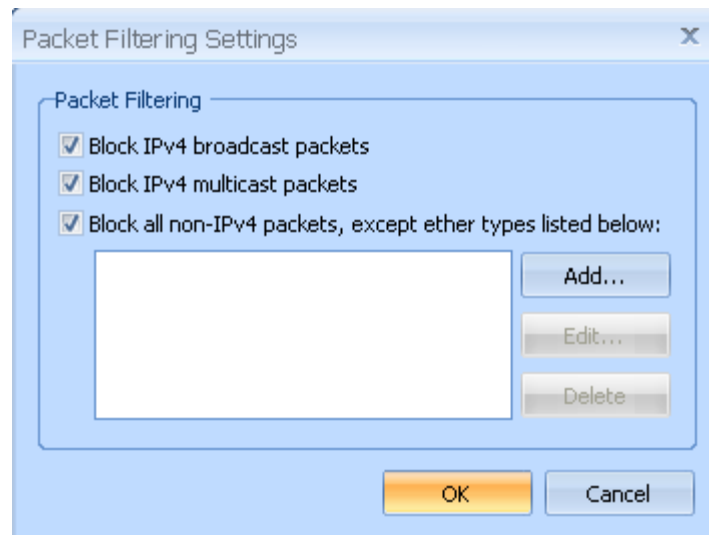 Packet Filtering Settings
Packet Filtering
Block IPv4 broadcast packets
Block IPv4 multicast packets
Block all non-IPv4 packets, except ether types listed below:
Add...
Edit...
Delete
OK
Cancel